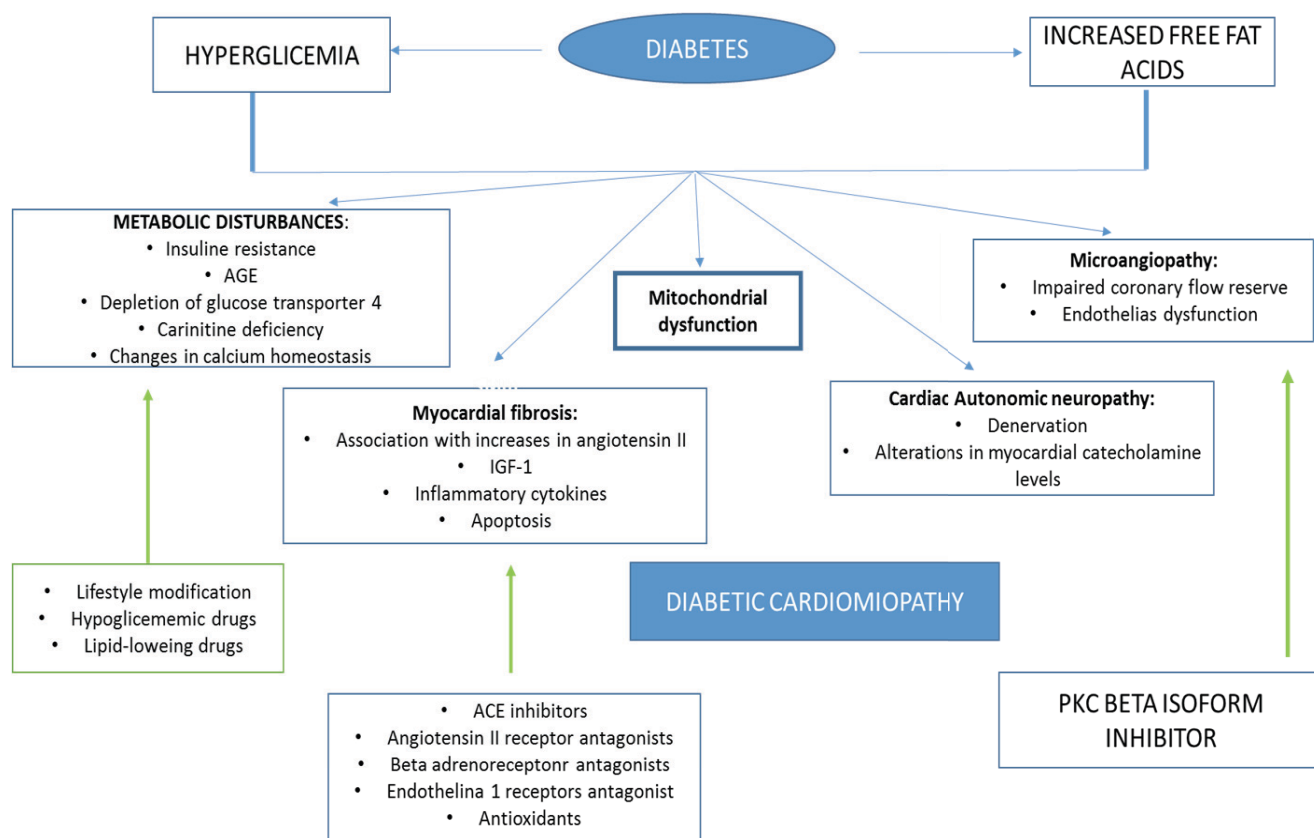 HYPERGLICEMIA
DIABETES
INCREASED FREE FAT
ACIDS
METABOLIC DISTURBANCES:
• Insuline resistance
• AGE
• Depletion of glucose transporter 4
• Carinitine deficiency
• Changes in calcium homeostasis
Mitochondrial
dysfunction
Microangiopathy:
• Impaired coronary flow reserve
• Endothelias dysfunction
Myocardial fibrosis:
• Association with increases in angiotensin II
• IGF-1
• Inflammatory cytokines
• Apoptosis
Cardiac Autonomic neuropathy:
• Denervation
• Alterations in myocardial catecholamine
levels
• Lifestyle modification
• Hypoglicememic drugs
• Lipid-loweing drugs
DIABETIC CARDIOMIOPATHY
• ACE inhibitors
• Angiotensin II receptor antagonists
• Beta adrenoreceptonr antagonists
• Endothelina 1 receptors antagonist
• Antioxidants
PKC BETA ISOFORM
INHIBITOR